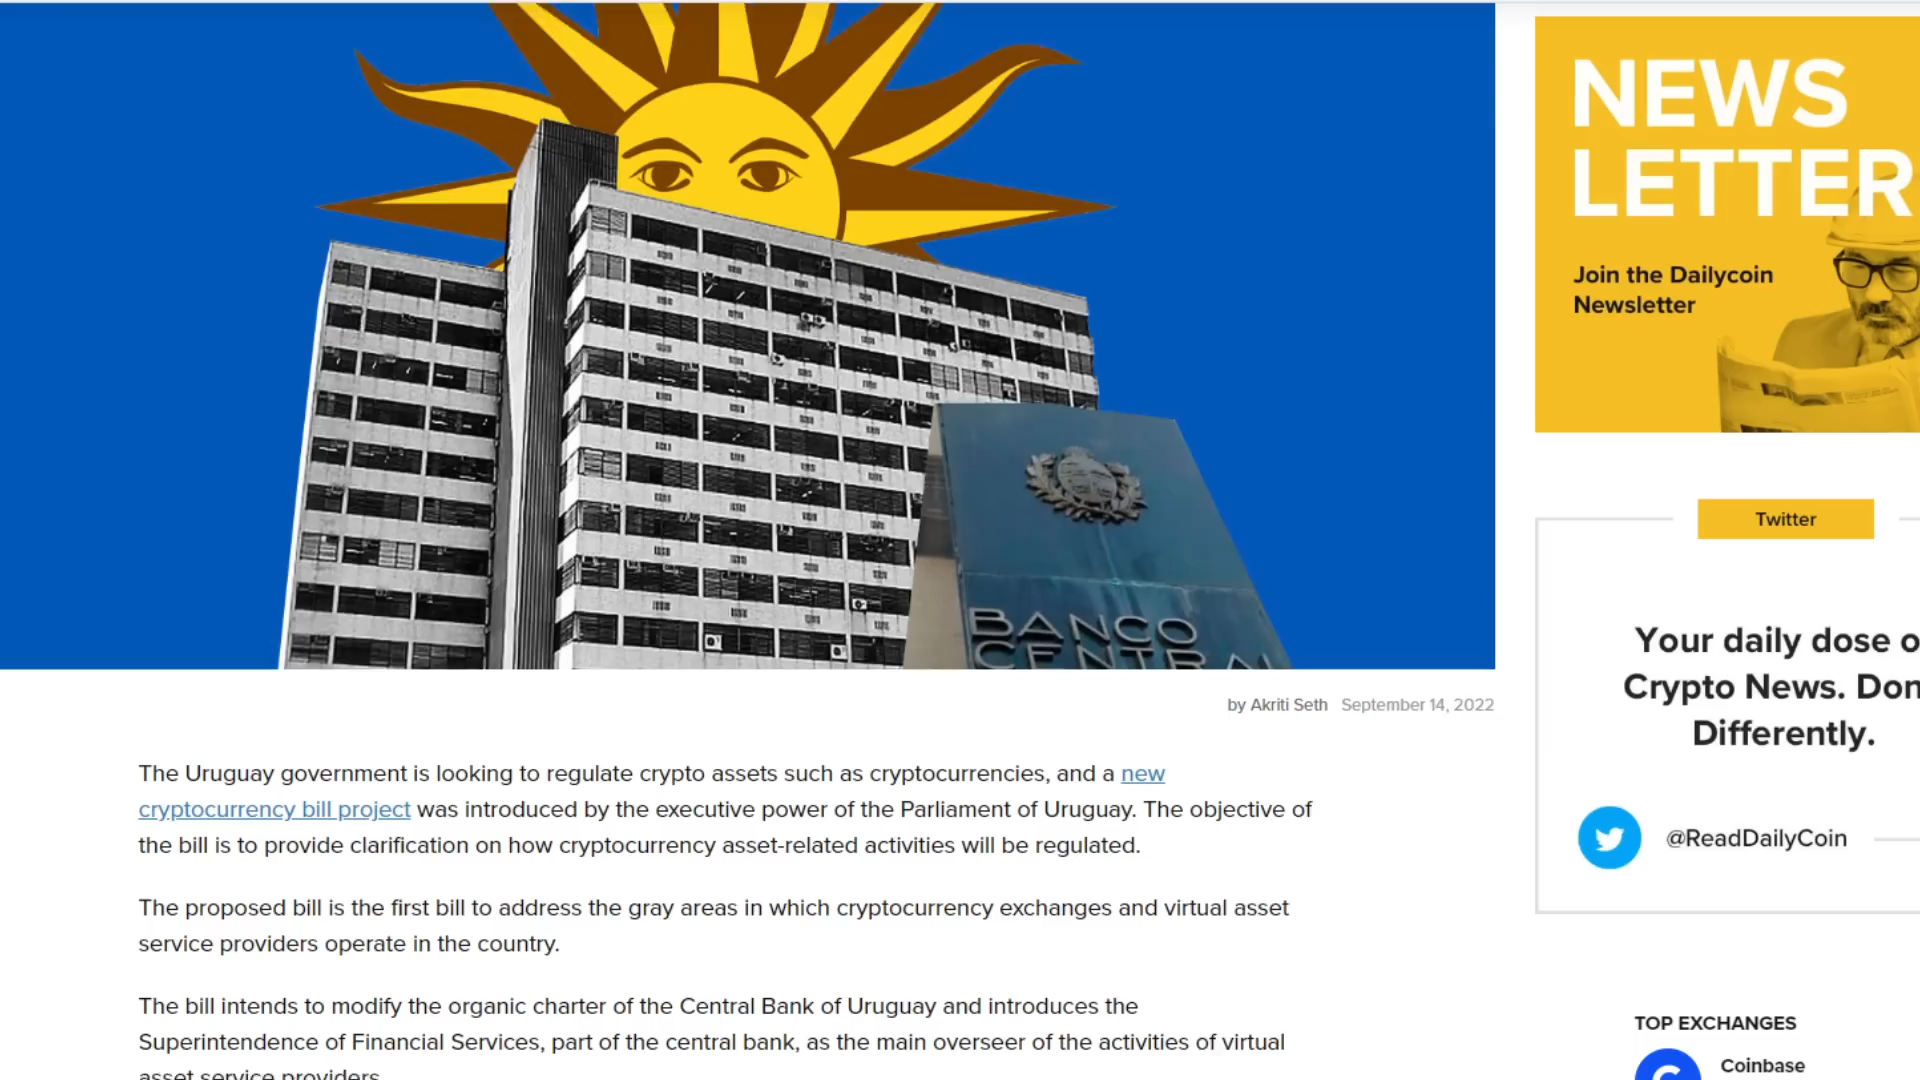 BANCO
CENTRAL
by Akriti Seth September 14, 2022
The Uruguay government is looking to regulate crypto assets such as cryptocurrencies, and a new
cryptocurrency bill project was introduced by the executive power of the Parliament of Uruguay. The objective of
the bill is to provide clarification on how cryptocurrency asset-related activities will be regulated.
The proposed bill is the first bill to address the gray areas in which cryptocurrency exchanges and virtual asset
service providers operate in the country.
The bill intends to modify the organic charter of the Central Bank of Uruguay and introduces the
Superintendence of Financial Services, part of the central bank, as the main overseer of the activities of virtual
asset service providers.
NEWS
LETTER
Join the Dailycoin
Newsletter
Twitter
Your daily dose o
Crypto News. Don
Differently.
@ReadDailyCoin
TOP EXCHANGES
Coinbase